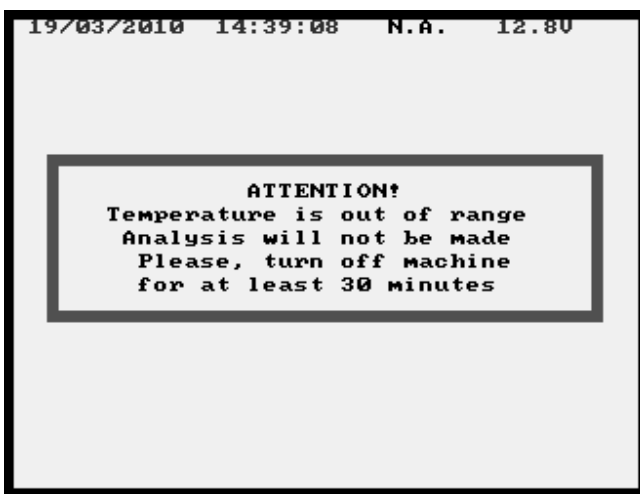 19/03/2010 14:39:08 N.A. 12.8V
ATTENTION!
Temperature is out of range
Analysis will not be made
Please, turn off machine
for at least 30 minutes